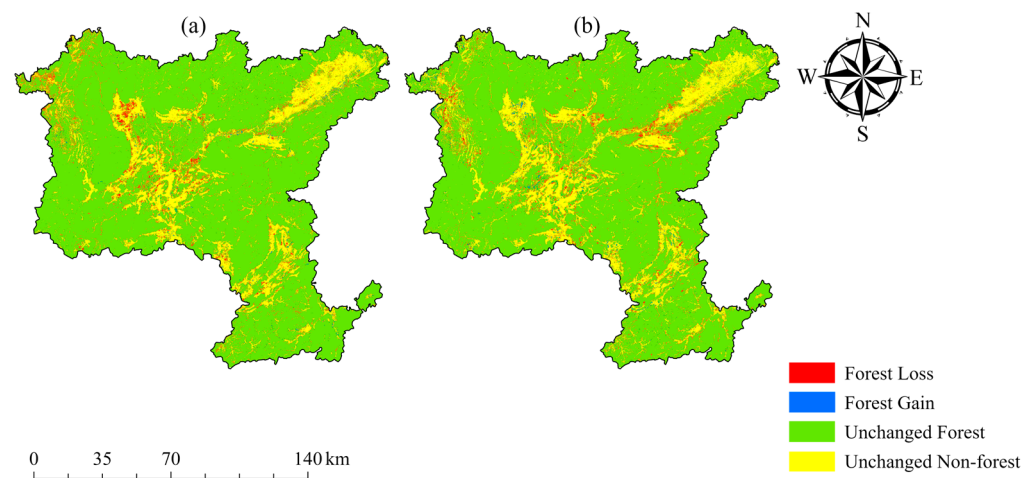 (a)
(b)
N
W
E
S
Forest Loss
Forest Gain
Unchanged Forest
Unchanged Non-forest
0 35 70 140 km